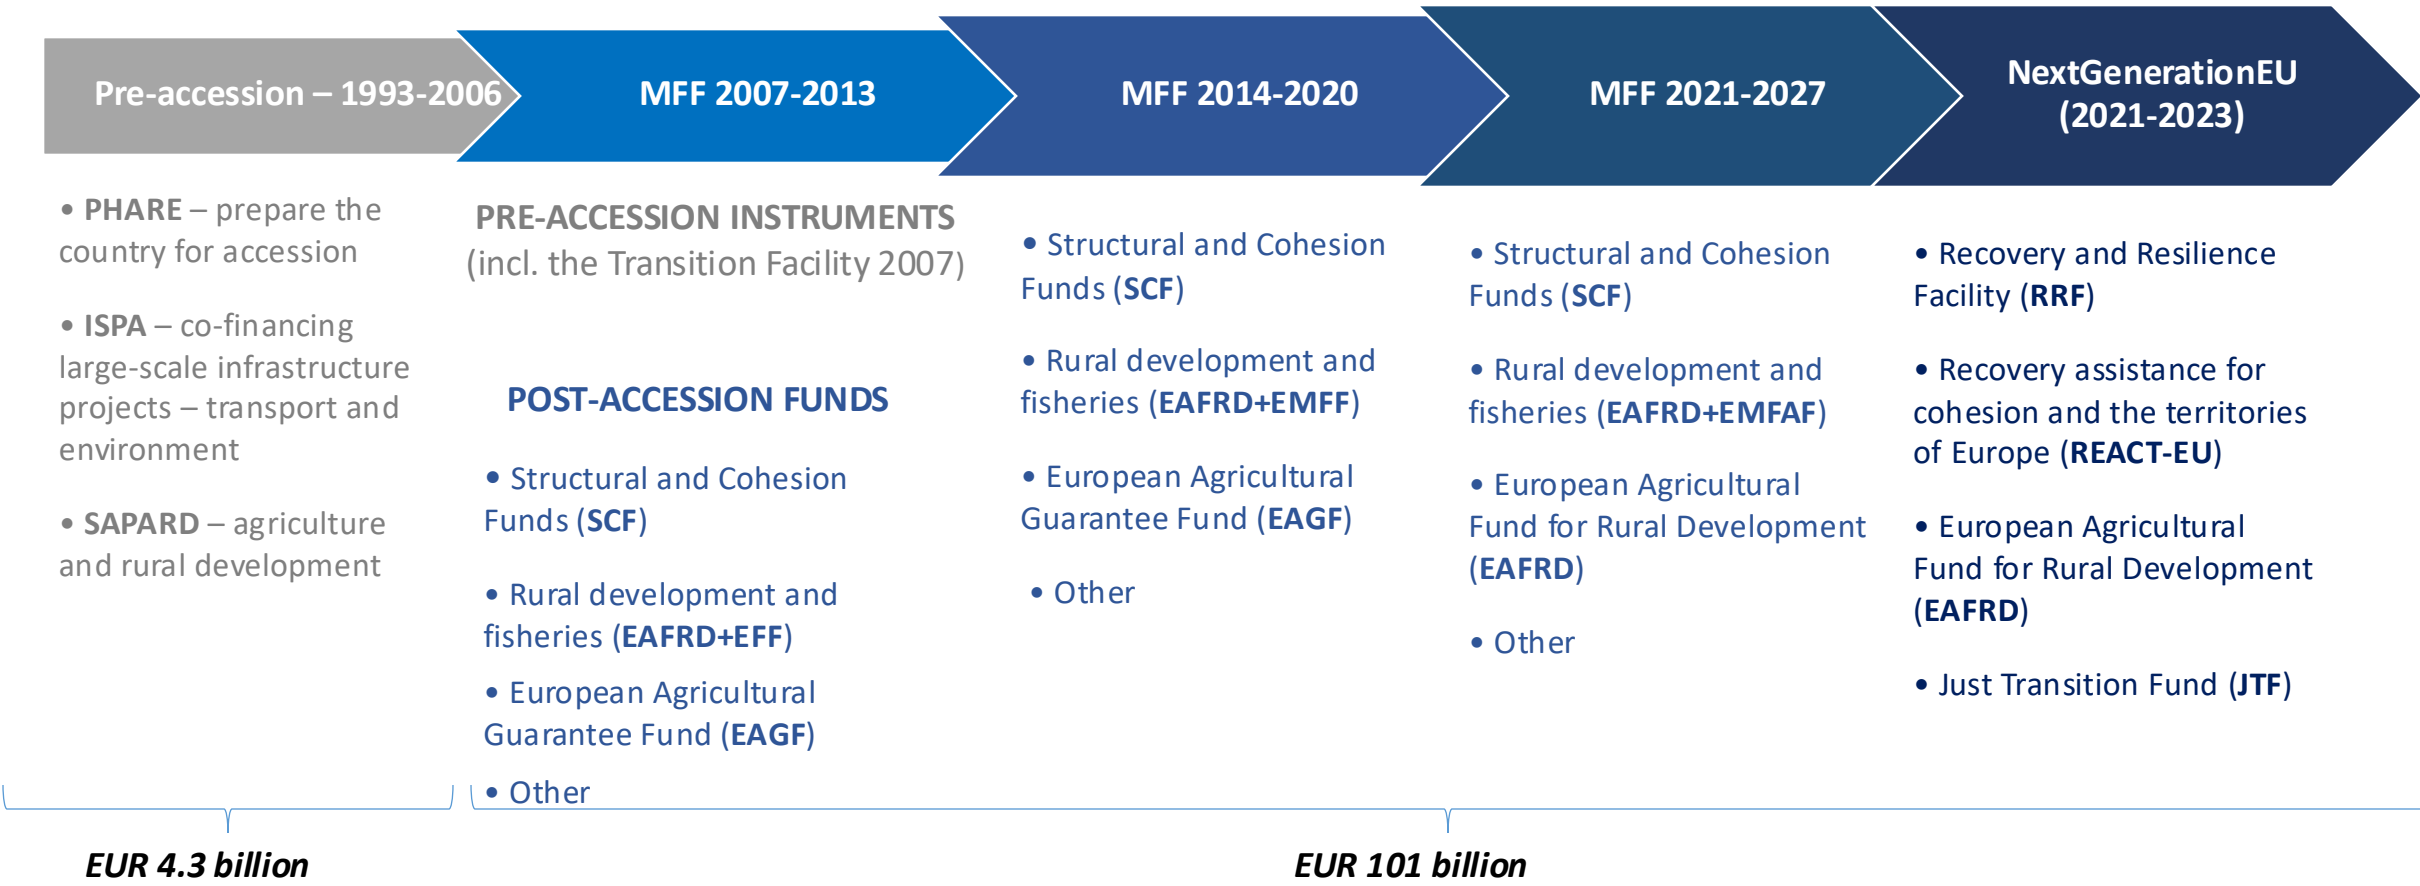 Pre-accession – 1993-2006
MFF 2007-2013
MFF 2014-2020
MFF 2021-2027
NextGenerationEU
(2021-2023)
• PHARE – prepare the
country for accession
• ISPA – co-financing
large-scale infrastructure
projects – transport and
environment
• SAPARD – agriculture
and rural development
PRE-ACCESSION INSTRUMENTS
(incl. the Transition Facility 2007)
POST-ACCESSION FUNDS
• Structural and Cohesion
Funds (SCF)
• Rural development and
fisheries (EAFRD+EFF)
• European Agricultural
Guarantee Fund (EAGF)
• Other
• Structural and Cohesion
Funds (SCF)
• Rural development and
fisheries (EAFRD+EMFF)
• European Agricultural
Guarantee Fund (EAGF)
• Other
• Structural and Cohesion
Funds (SCF)
• Rural development and
fisheries (EAFRD+EMFAF)
• European Agricultural
Fund for Rural Development
(EAFRD)
• Other
• Recovery and Resilience
Facility (RRF)
• Recovery assistance for
cohesion and the territories
of Europe (REACT-EU)
• European Agricultural
Fund for Rural Development
(EAFRD)
• Just Transition Fund (JTF)
EUR 4.3 billion
EUR 101 billion